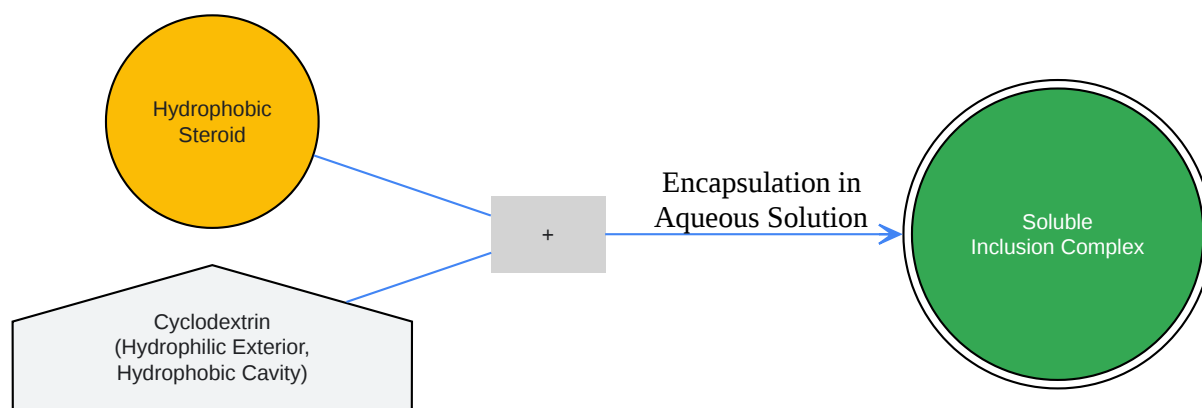 Hydrophobic
Steroid
Cyclodextrin
(Hydrophilic Exterior,
Hydrophobic Cavity)
+
Encapsulation in
Aqueous Solution
Soluble
Inclusion Complex